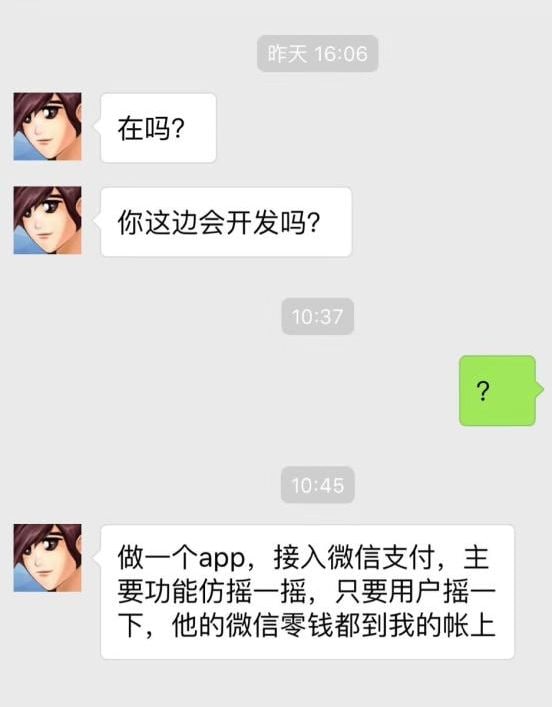 昨天 16:06
在吗？
你这边会开发吗？
10:37
？
10:45
做一个app，接入微信支付，主
要功能仿摇一摇，只要用户摇一
下，他的微信零钱都到我的帐上